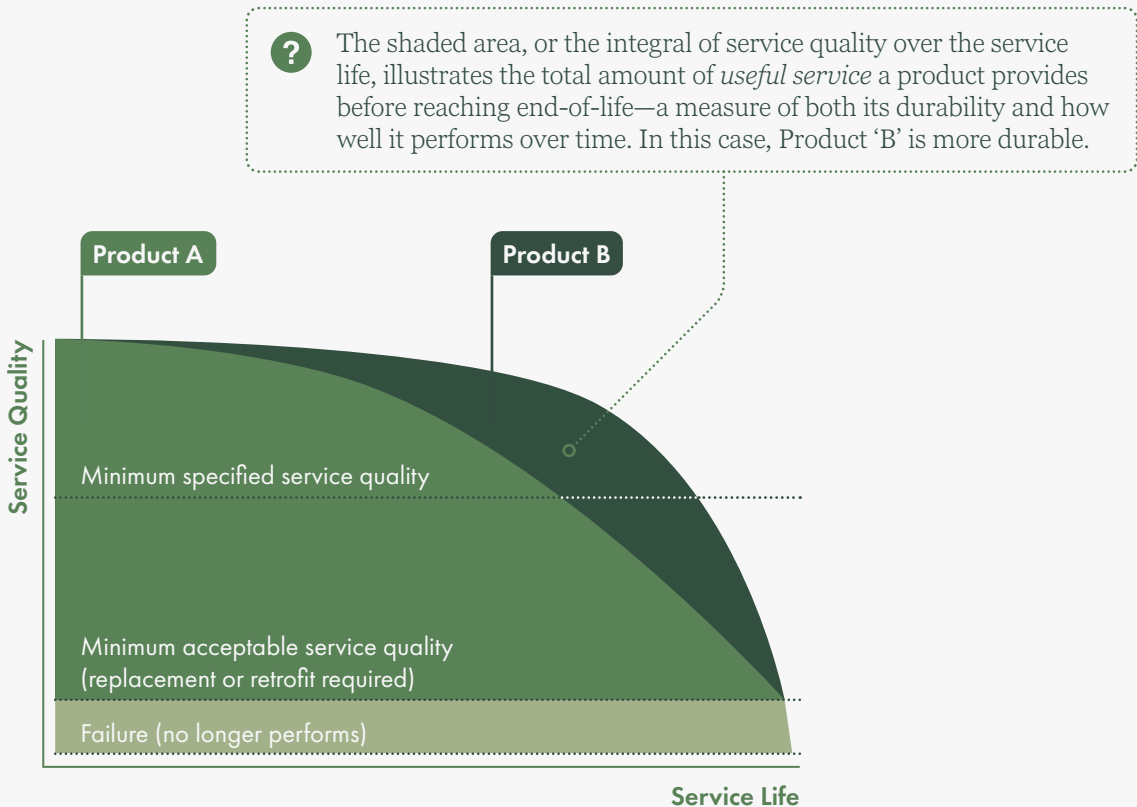 ?
The shaded area, or the integral of service quality over the service
life, illustrates the total amount of useful service a product provides
before reaching end-of-life—a measure of both its durability and how
well it performs over time. In this case, Product ‘B’ is more durable.
Product A
Product B
Service Quality
Minimum specified service quality
Minimum acceptable service quality
(replacement or retrofit required)
Failure (no longer performs)
Service Life